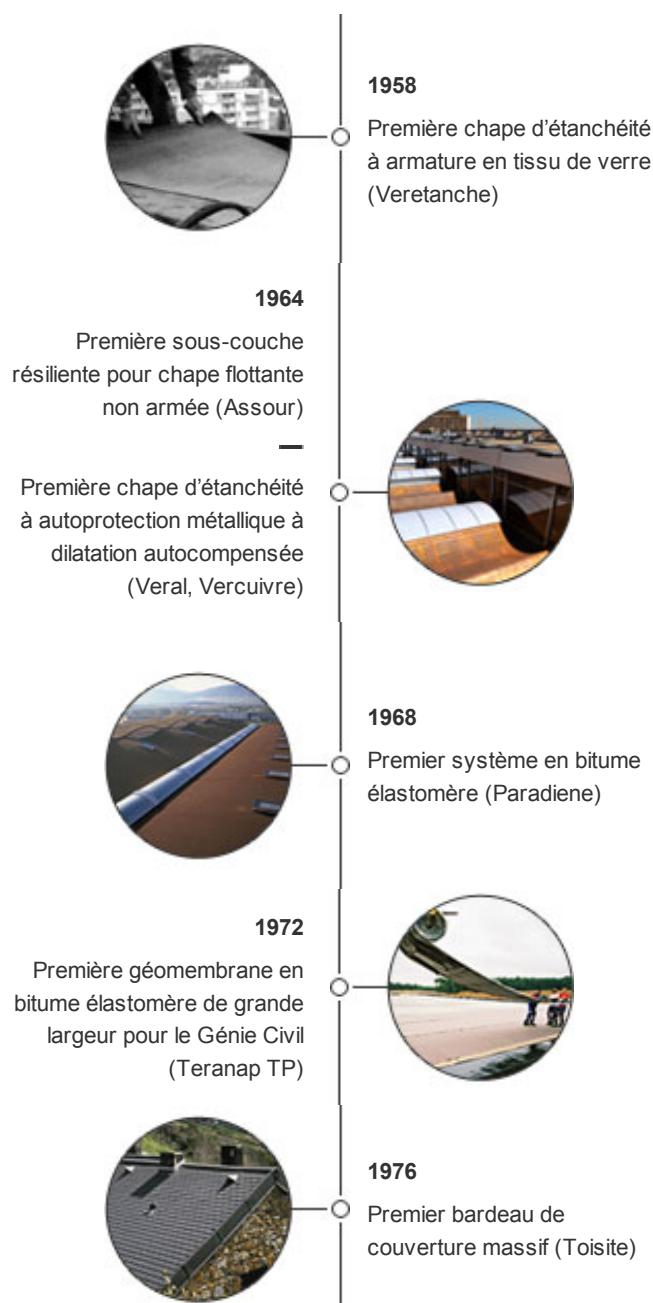 1958
Première chape d'étanchéité
à armature en tissu de verre
(Veretanche)
1964
Première sous-couche
résiliente pour chape flottante
non armée (Assour)
Première chape d'étanchéité
à autoprotection métallique à
dilatation autocompensée
(Veral, Vercuivre)
1968
Premier système en bitume
élastomère (Paradiene)
1972
Première géomembrane en
bitume élastomère de grande
largeur pour le Génie Civil
(Teranap TP)
1976
Premier bardeau de
couverture massif (Toisite)